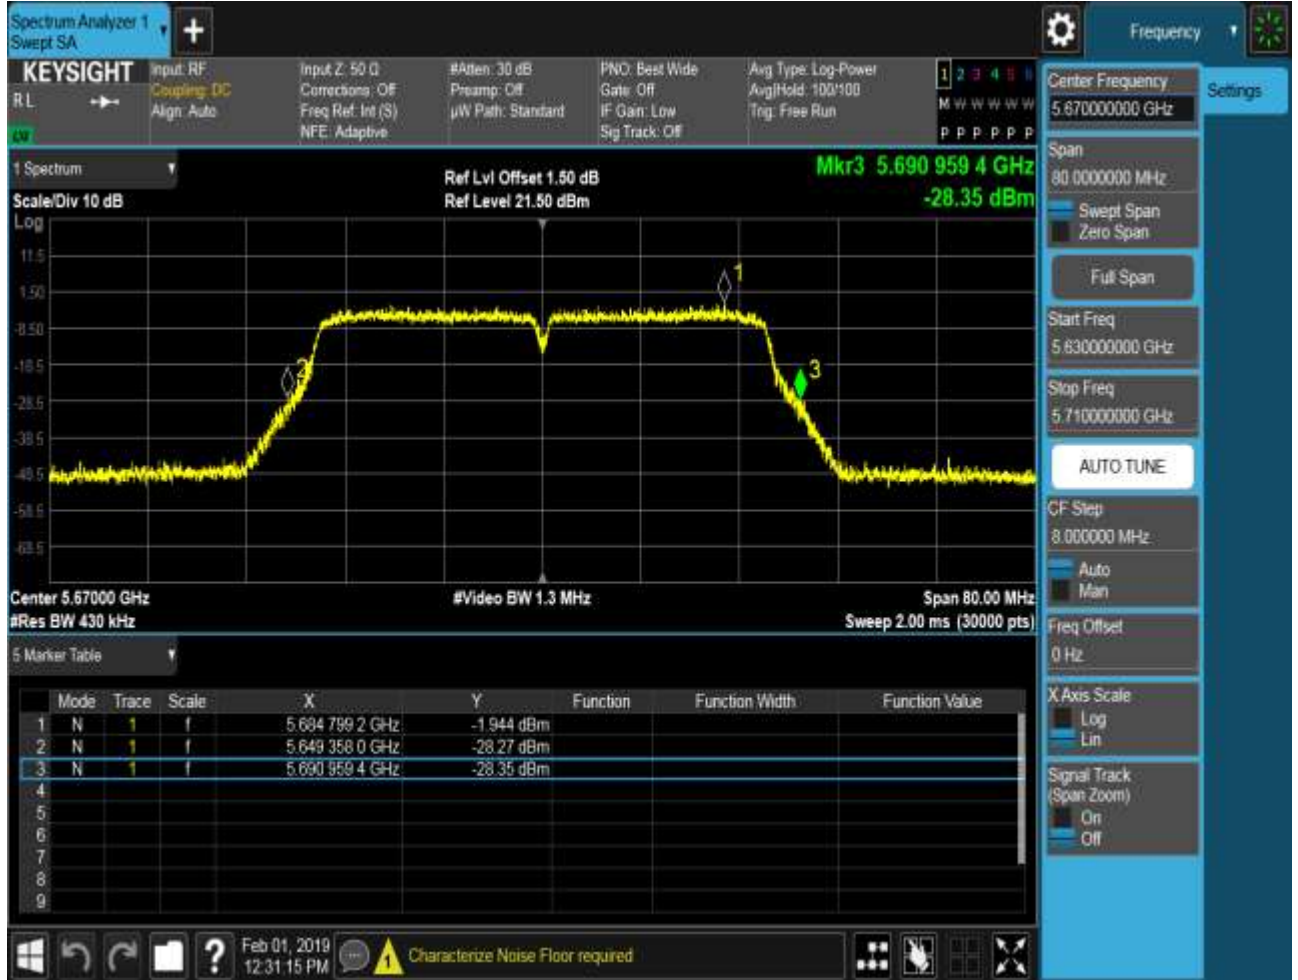 Spectrum Analyzer 1
Swept SA
+
Frequency
KEYSIGHT
RL
Input: RF
Coupling: DC
Align: Auto
Input Z: 50 Ω
Corrections: Off
Freq Ref: Int (S)
NFE: Adaptive
#Atten: 30 dB
Preamp: Off
µW Path: Standard
PNO: Best Wide
Gate: Off
IF Gain: Low
Sig Track: Off
Avg Type: Log-Power
Avg|Hold: 100/100
Trig: Free Run
1 2 3 4 5 6
M W W W W W
P P P P P P
1 Spectrum
Scale/Div 10 dB
Ref Lvl Offset 1.50 dB
Ref Level 21.50 dBm
Mkr3 5.690 959 4 GHz
-28.35 dBm
Log
11.5
1.50
-8.50
-18.5
-28.5
-38.5
-48.5
-58.5
-68.5
1
2
3
Center 5.67000 GHz
#Video BW 1.3 MHz
Span 80.00 MHz
#Res BW 430 kHz
Sweep 2.00 ms (30000 pts)
5 Marker Table
Mode Trace Scale X Y Function Function Width Function Value
1 N 1 f 5.684 799 2 GHz -1.944 dBm
2 N 1 f 5.649 358 0 GHz -28.27 dBm
3 N 1 f 5.690 959 4 GHz -28.35 dBm
4
5
6
7
8
9
Center Frequency
5.670000000 GHz
Settings
Span
80.0000000 MHz
Swept Span
Zero Span
Full Span
Start Freq
5.630000000 GHz
Stop Freq
5.710000000 GHz
AUTO TUNE
CF Step
8.000000 MHz
Auto
Man
Freq Offset
0 Hz
X Axis Scale
Log
Lin
Signal Track
(Span Zoom)
On
Off
?
Feb 01, 2019
12:31:15 PM
1
Characterize Noise Floor required